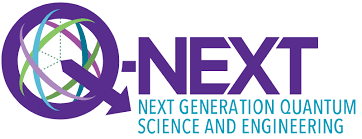 Q-NEXT
NEXT GENERATION QUANTUM
SCIENCE AND ENGINEERING